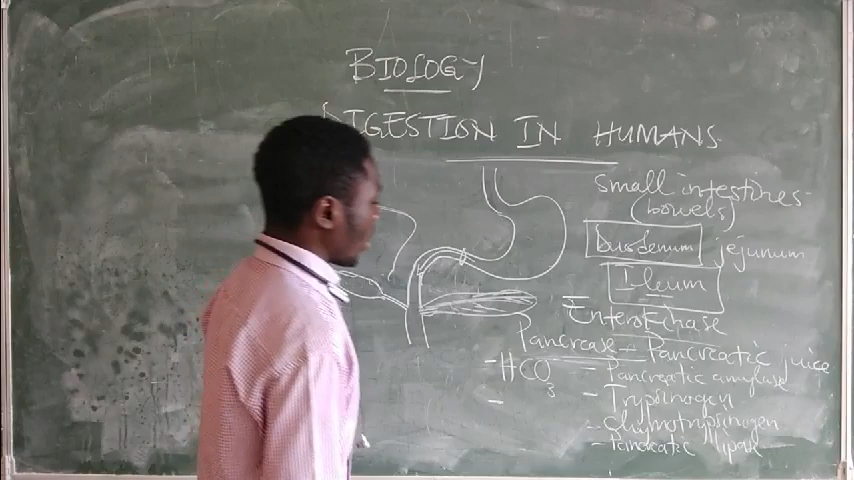 BIOLOGY
DIGESTION IN HUMANS
Small intestines-
(bowels)
duodenum jejunum
Ileum
Enterokinase
Pancrease - Pancreatic juice
-HCO3 - Pancreatic amylase
- - Trypsinogen
- Chymotrypsinogen
- Pancreatic lipase